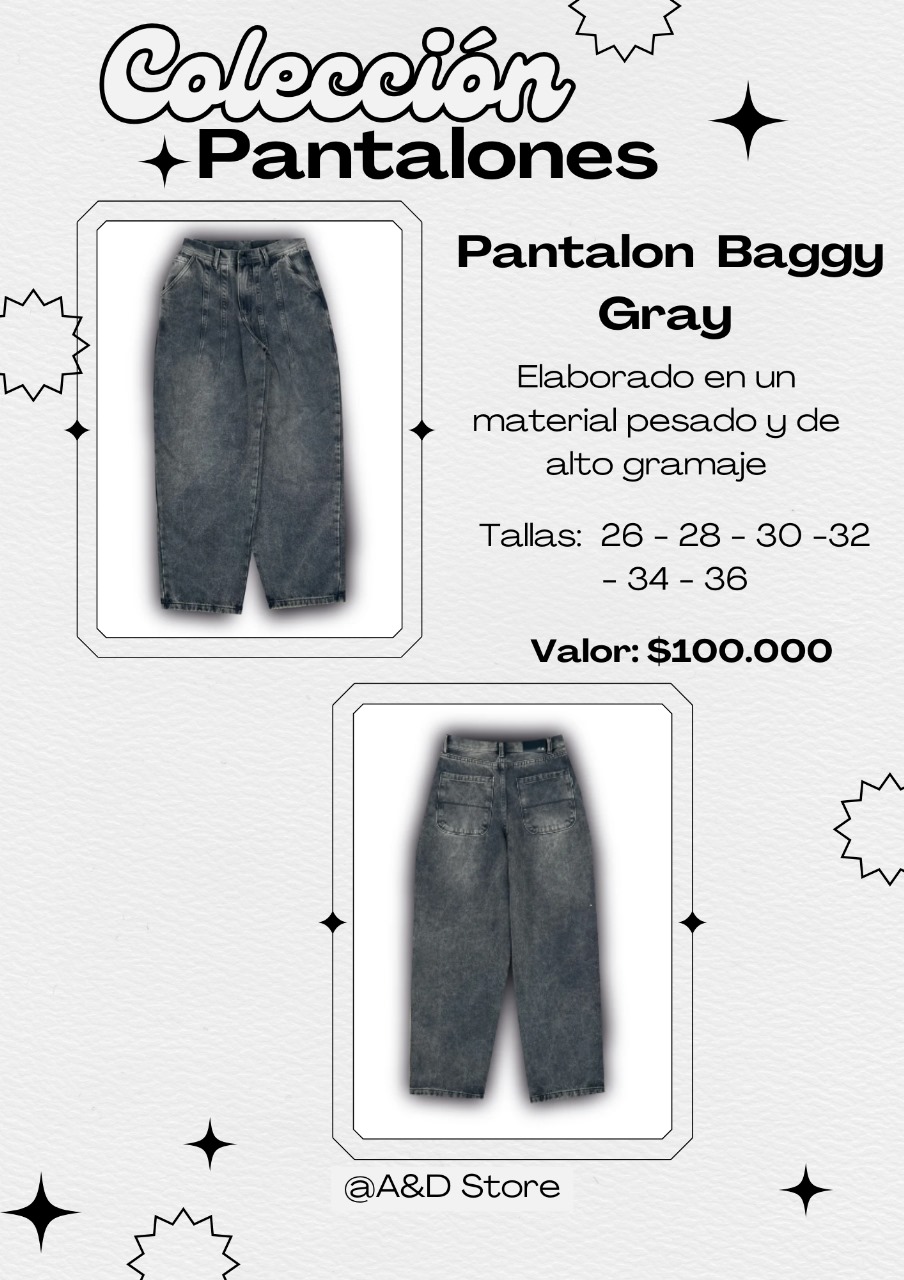 Colección
Pantalones
Pantalon Baggy
Gray
Elaborado en un
material pesado y de
alto gramaje
Tallas: 26 - 28 - 30 -32
- 34 - 36
Valor: $100.000
@A&D Store